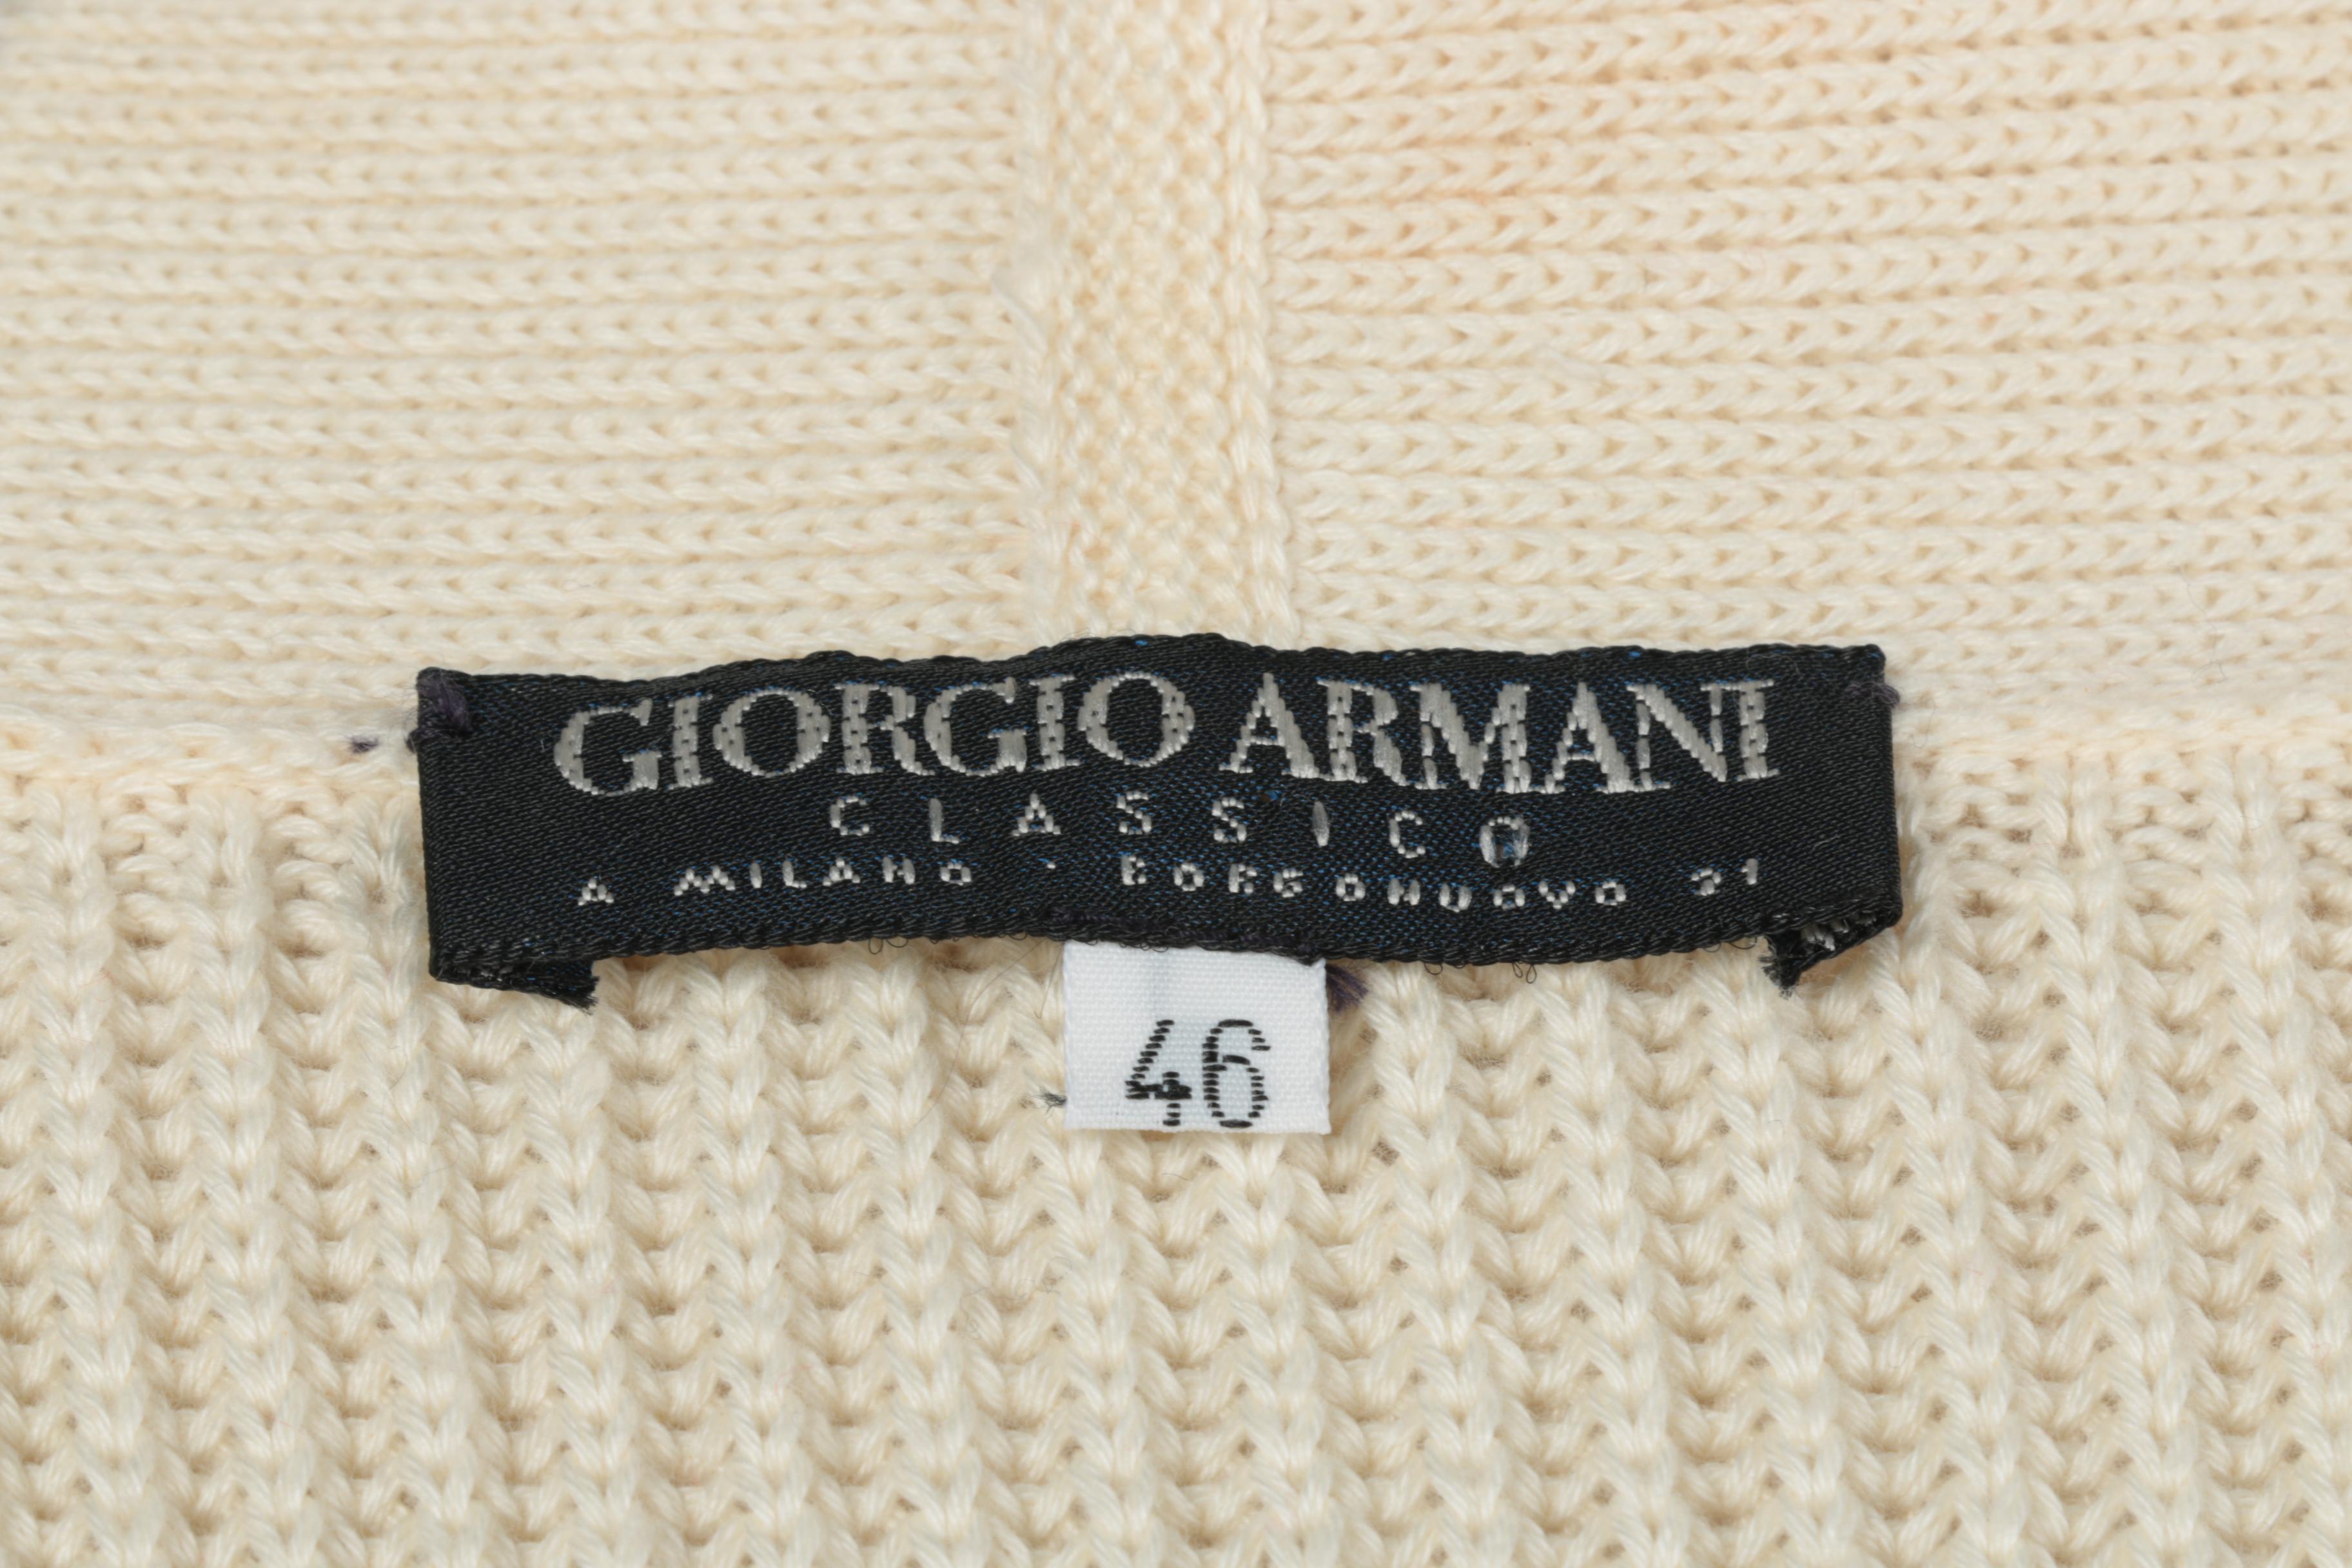 GIORGIO ARMANI
CLASSICO
A MILANO · BORGONUOVO 21
46